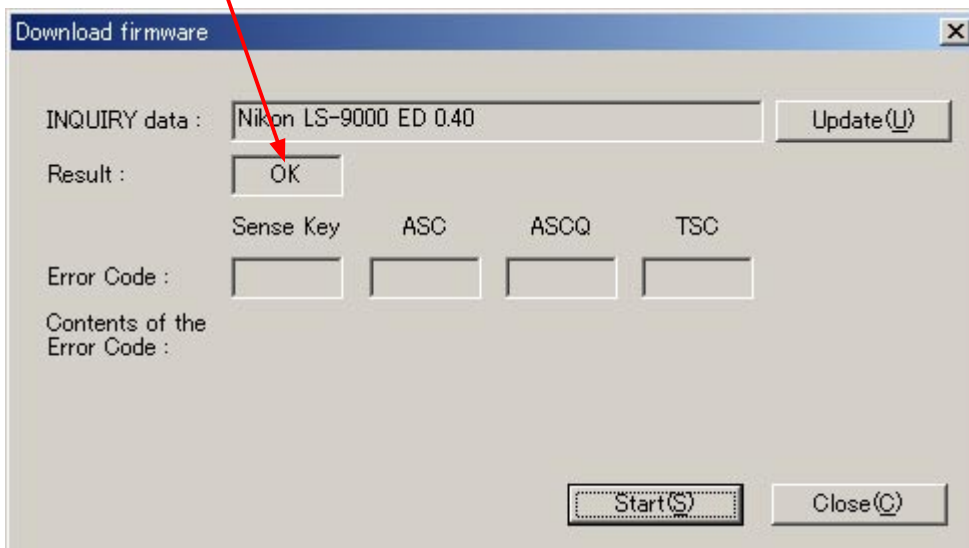 Download firmware
INQUIRY data : Nikon LS-9000 ED 0.40 Update(U)
Result : OK
Sense Key ASC ASCQ TSC
Error Code :
Contents of the
Error Code :
Start(S) Close(C)